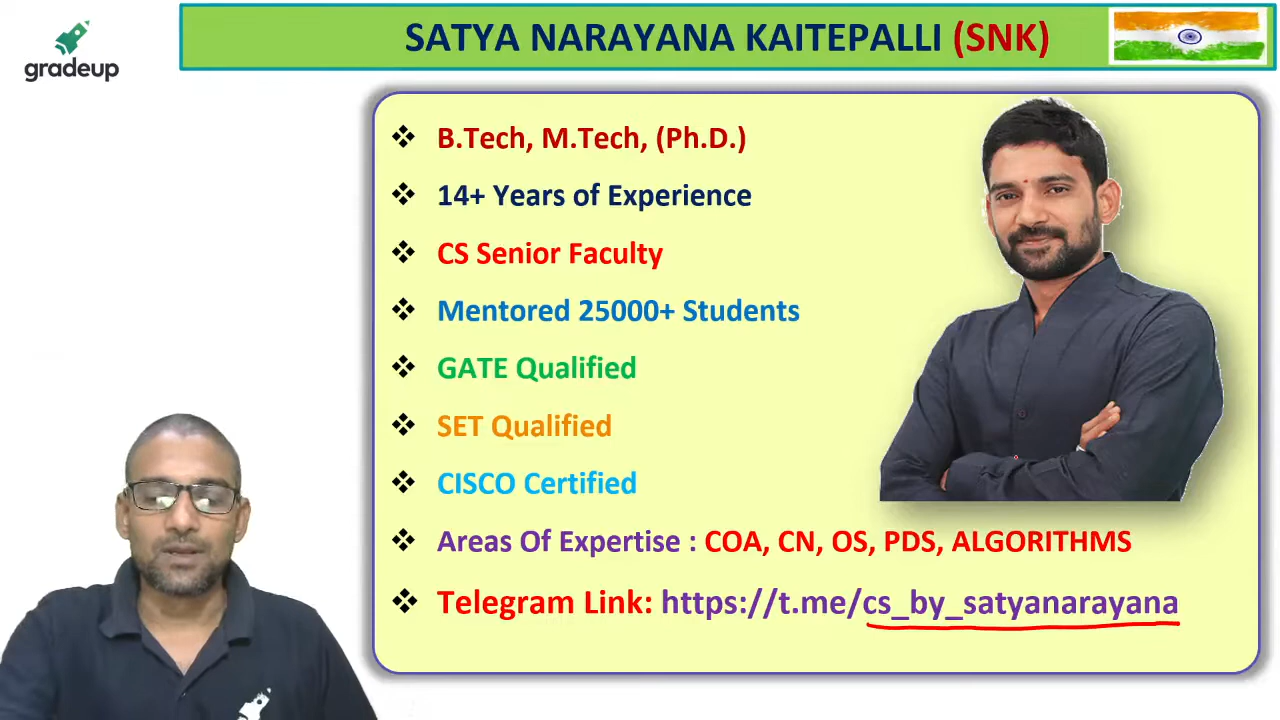 gradeup
SATYA NARAYANA KAITEPALLI (SNK)
B.Tech, M.Tech, (Ph.D.)
14+ Years of Experience
CS Senior Faculty
Mentored 25000+ Students
GATE Qualified
SET Qualified
CISCO Certified
Areas Of Expertise : COA, CN, OS, PDS, ALGORITHMS
Telegram Link: https://t.me/cs_by_satyanarayana